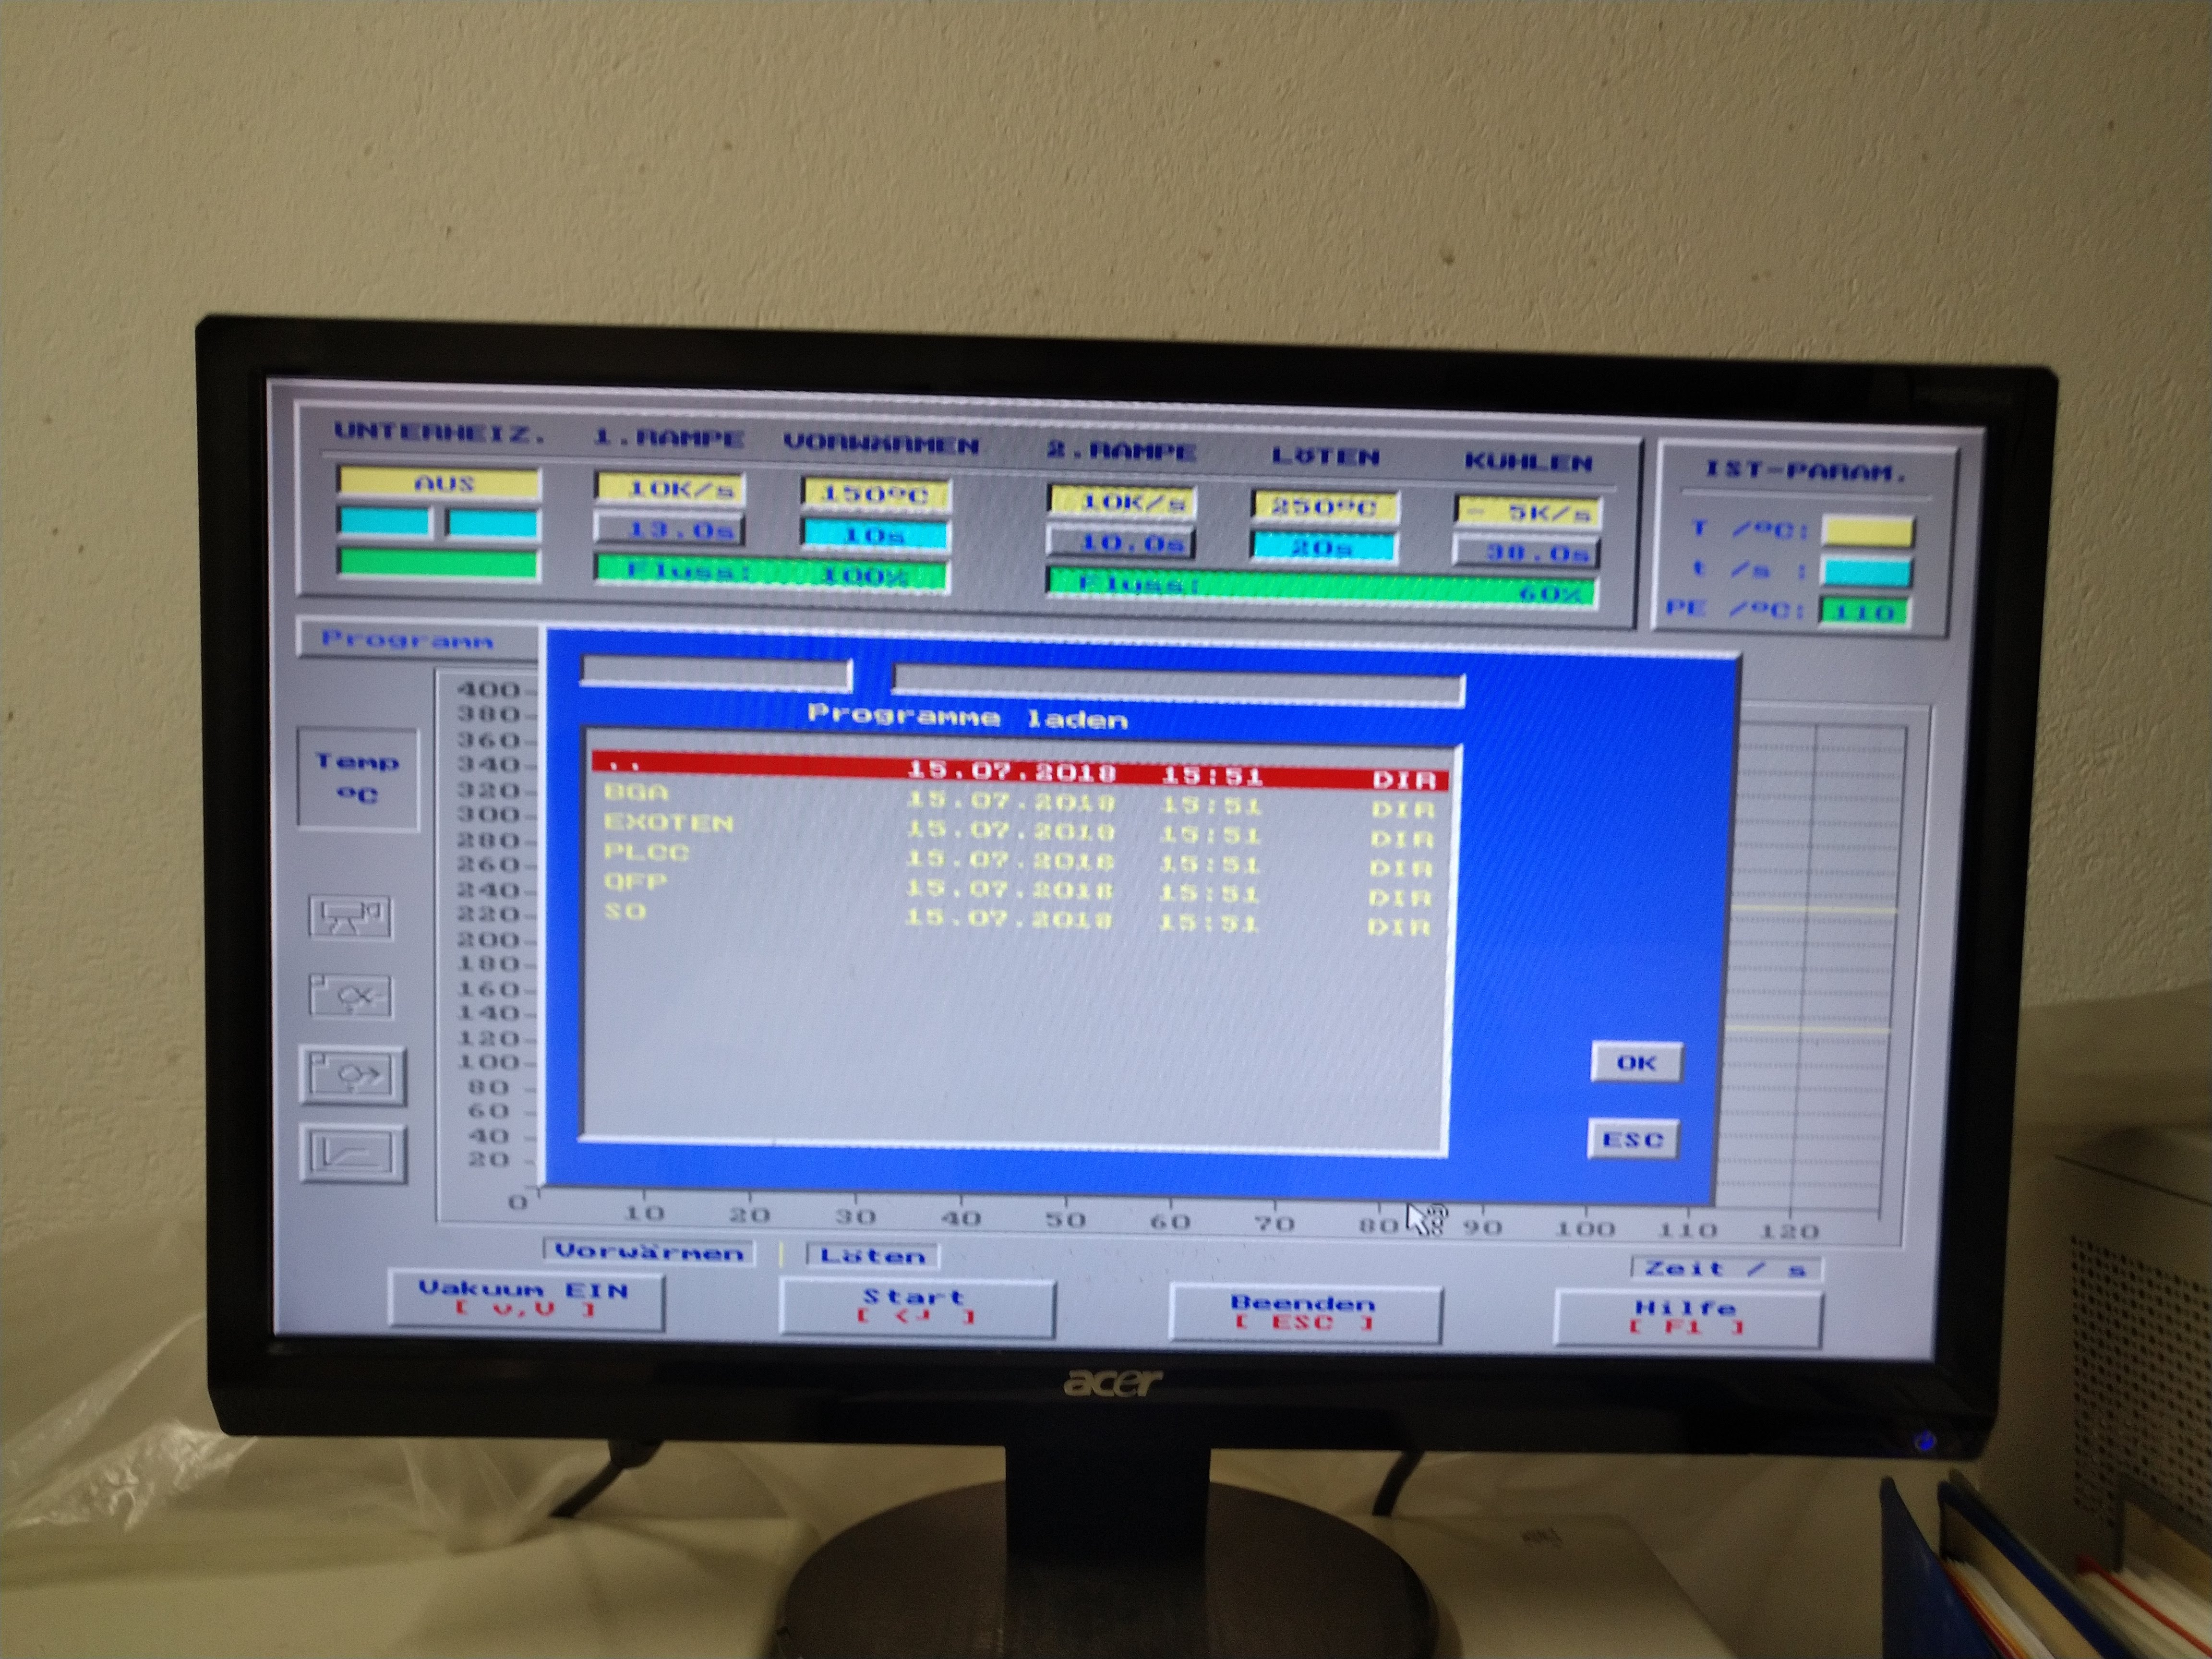 UNTERHEIZ. 1.RAMPE VORWÄRMEN 2.RAMPE LÖTEN KÜHLEN IST-PARAM.
AUS 10K/s 150ºC 10K/s 250ºC - 5K/s T /ºC:
13.0s 10s 10.0s 20s 30.0s t /s :
Fluss: 100% Fluss: 60% PE /ºC: 110
Programm
Programme laden
.. 15.07.2018 15:51 DIR
BGA 15.07.2018 15:51 DIR
EXOTEN 15.07.2018 15:51 DIR
PLCC 15.07.2018 15:51 DIR
QFP 15.07.2018 15:51 DIR
SO 15.07.2018 15:51 DIR
Temp
ºC
400
380
360
340
320
300
280
260
240
220
200
180
160
140
120
100
80
60
40
20
0
OK
ESC
10 20 30 40 50 60 70 80 90 100 110 120
Vorwärmen Löten Zeit / s
Vakuum EIN Start Beenden Hilfe
[ v,V ] [ <┘ ] [ ESC ] [ F1 ]
acer